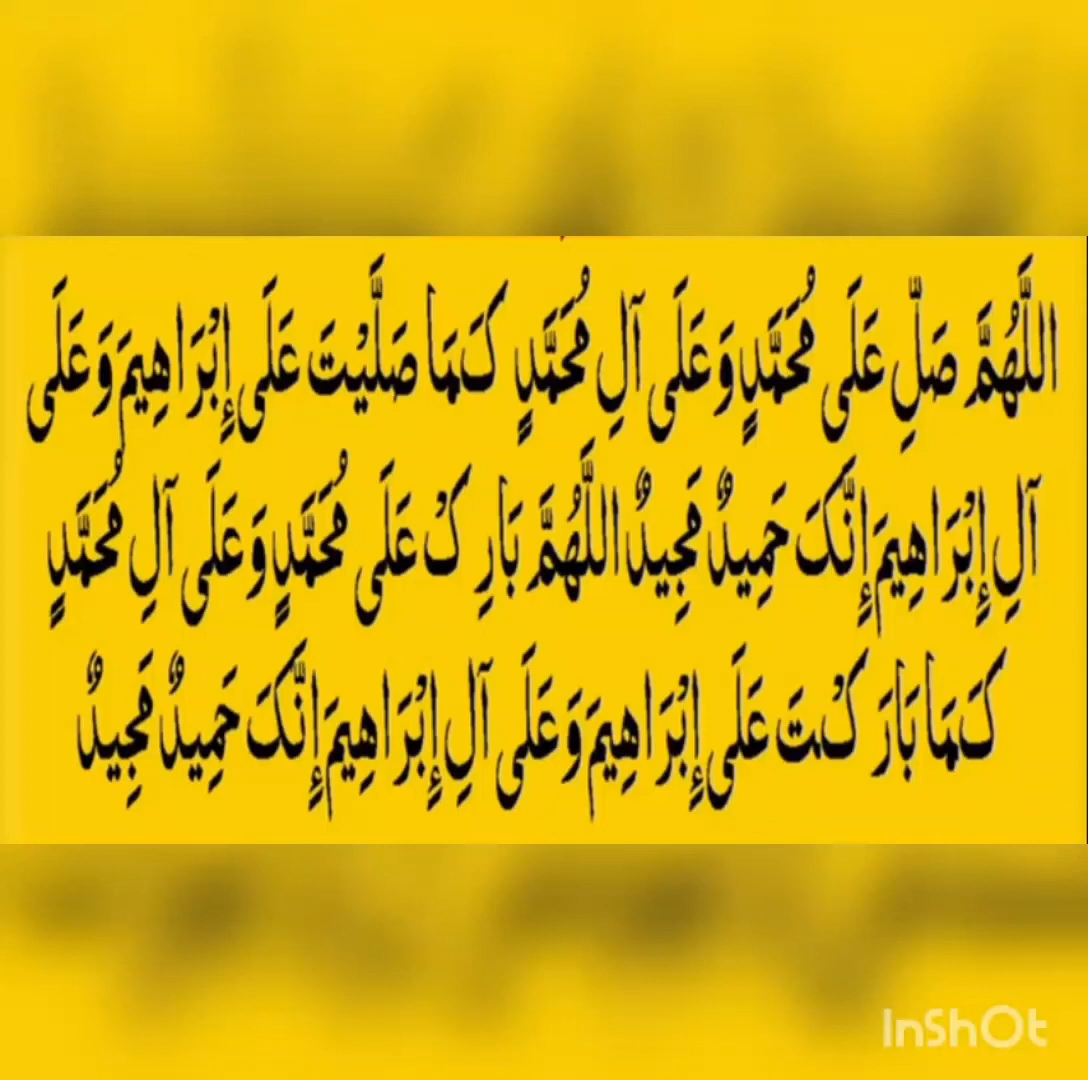 اللَّهُمَّ صَلِّ عَلَى مُحَمَّدٍ وَعَلَى آلِ مُحَمَّدٍ كَمَا صَلَّيْتَ عَلَى إِبْرَاهِيمَ وَعَلَى
آلِ إِبْرَاهِيمَ إِنَّكَ حَمِيدٌ مَجِيدٌ اللَّهُمَّ بَارِكْ عَلَى مُحَمَّدٍ وَعَلَى آلِ مُحَمَّدٍ
كَمَا بَارَكْتَ عَلَى إِبْرَاهِيمَ وَعَلَى آلِ إِبْرَاهِيمَ إِنَّكَ حَمِيدٌ مَجِيدٌ
InShOt